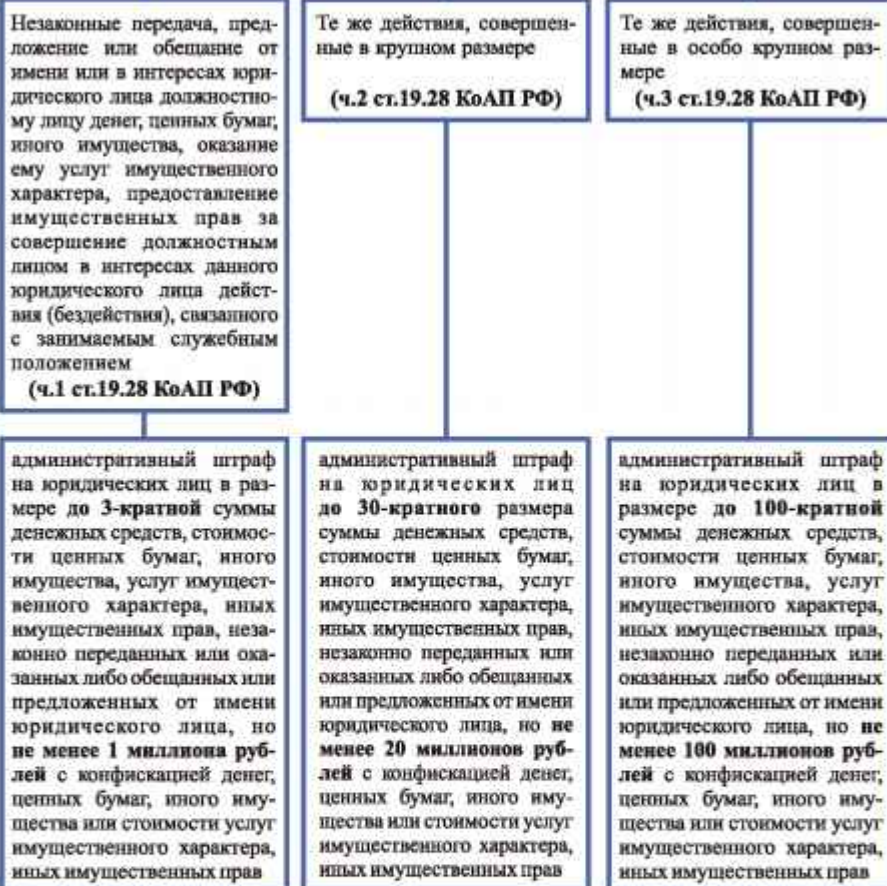 Незаконные передача, пред-
ложение или обещание от
имени или в интересах юри-
дического лица должностно-
му лицу денег, ценных бумаг,
иного имущества, оказание
ему услуг имущественного
характера, предоставление
имущественных прав за
совершение должностным
лицом в интересах данного
юридического лица дейст-
вия (бездействия), связанного
с занимаемым служебным
положением
(ч.1 ст.19.28 КоАП РФ)
Те же действия, совершен-
ные в крупном размере
(ч.2 ст.19.28 КоАП РФ)
Те же действия, совершен-
ные в особо крупном раз-
мере
(ч.3 ст.19.28 КоАП РФ)
административный штраф
на юридических лиц в раз-
мере до 3-кратной суммы
денежных средств, стоимос-
ти ценных бумаг, иного
имущества, услуг имущест-
венного характера, иных
имущественных прав, неза-
конно переданных или ока-
занных либо обещанных или
предложенных от имени
юридического лица, но
не менее 1 миллиона руб-
лей с конфискацией денег,
ценных бумаг, иного иму-
щества или стоимости услуг
имущественного характера,
иных имущественных прав
административный штраф
на юридических лиц
до 30-кратного размера
суммы денежных средств,
стоимости ценных бумаг,
иного имущества, услуг
имущественного характера,
иных имущественных прав,
незаконно переданных или
оказанных либо обещанных
или предложенных от имени
юридического лица, но не
менее 20 миллионов руб-
лей с конфискацией денег,
ценных бумаг, иного иму-
щества или стоимости услуг
имущественного характера,
иных имущественных прав
административный штраф
на юридических лиц в
размере до 100-кратной
суммы денежных средств,
стоимости ценных бумаг,
иного имущества, услуг
имущественного характера,
иных имущественных прав,
незаконно переданных или
оказанных либо обещанных
или предложенных от имени
юридического лица, но не
менее 100 миллионов руб-
лей с конфискацией денег,
ценных бумаг, иного иму-
щества или стоимости услуг
имущественного характера,
иных имущественных прав